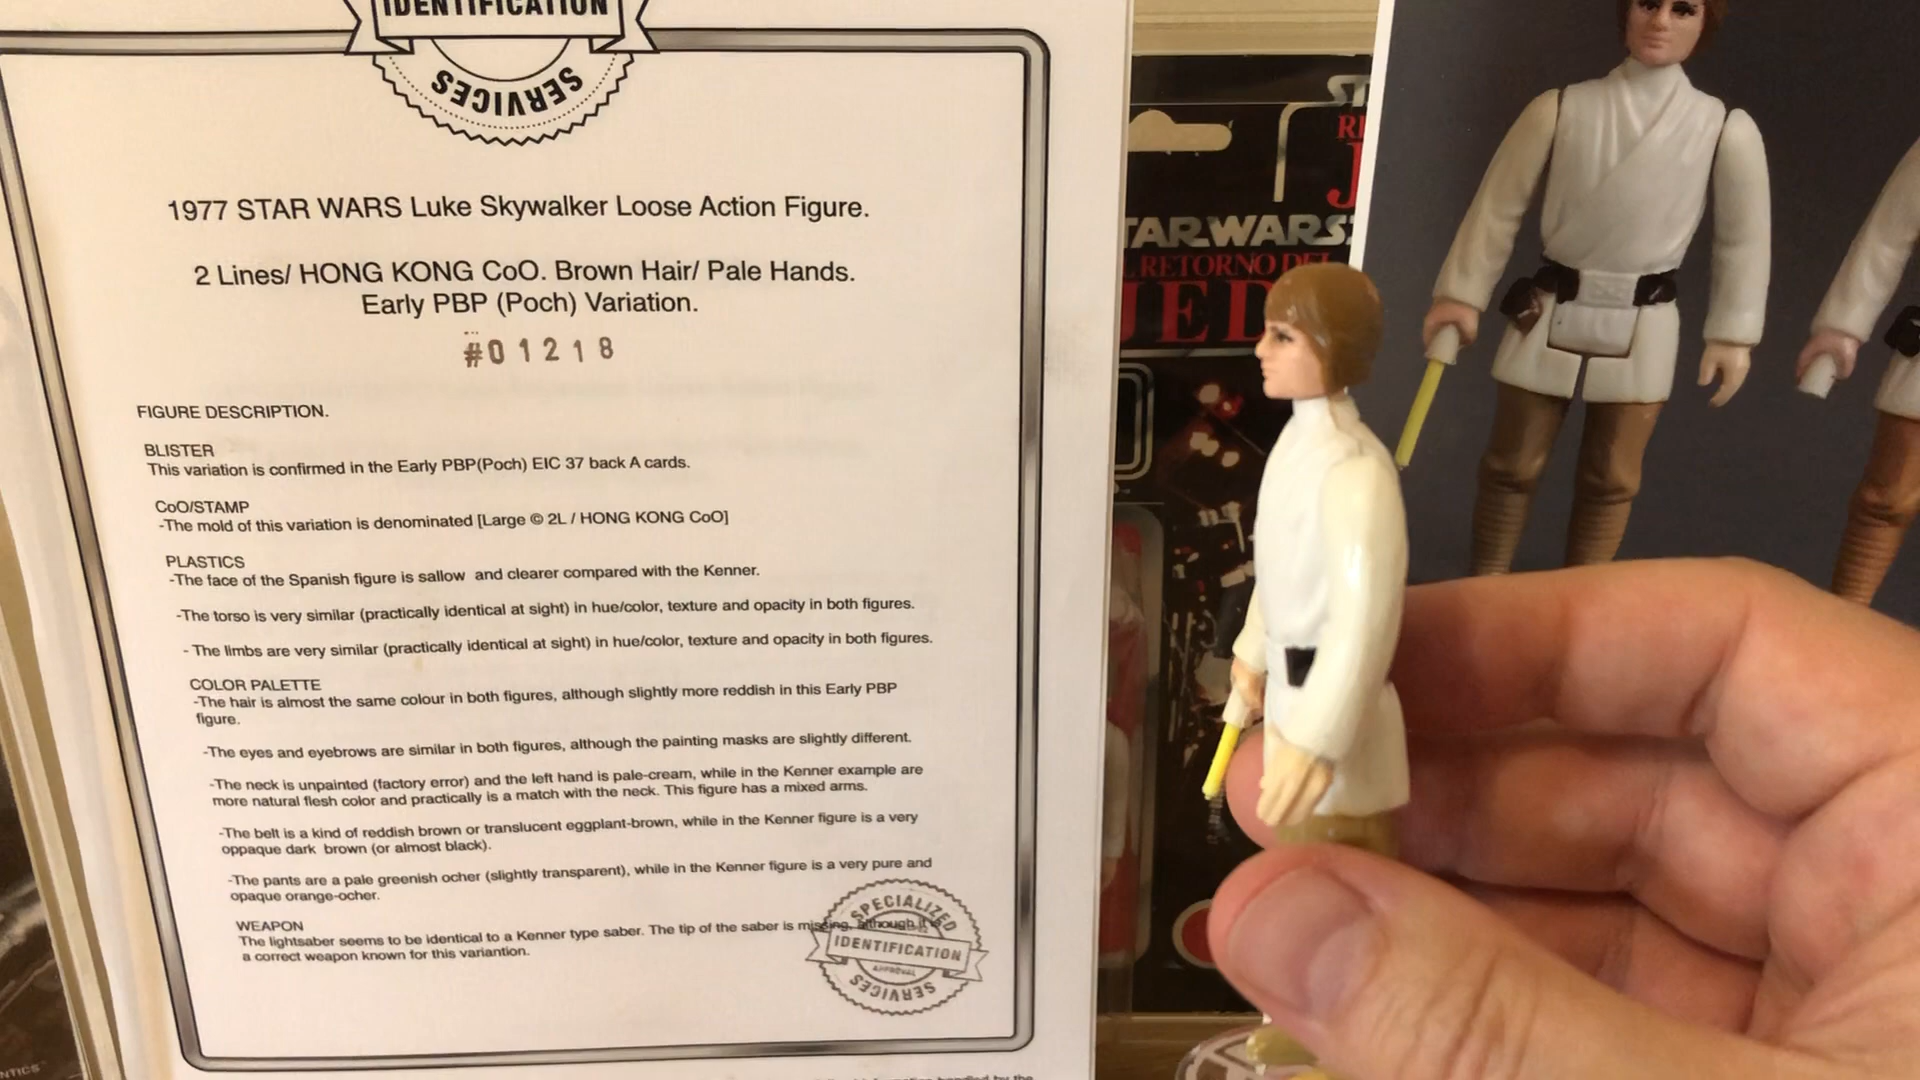 IDENTIFICATION
SERVICES
1977 STAR WARS Luke Skywalker Loose Action Figure.
2 Lines/ HONG KONG CoO. Brown Hair/ Pale Hands.
Early PBP (Poch) Variation.
#01218
FIGURE DESCRIPTION.
BLISTER
This variation is confirmed in the Early PBP(Poch) EIC 37 back A cards.
CoO/STAMP
-The mold of this variation is denominated [Large © 2L / HONG KONG CoO]
PLASTICS
-The face of the Spanish figure is sallow and clearer compared with the Kenner.
-The torso is very similar (practically identical at sight) in hue/color, texture and opacity in both figures.
- The limbs are very similar (practically identical at sight) in hue/color, texture and opacity in both figures.
COLOR PALETTE
-The hair is almost the same colour in both figures, although slightly more reddish in this Early PBP
figure.
-The eyes and eyebrows are similar in both figures, although the painting masks are slightly different.
-The neck is unpainted (factory error) and the left hand is pale-cream, while in the Kenner example are
more natural flesh color and practically is a match with the neck. This figure has a mixed arms.
-The belt is a kind of reddish brown or translucent eggplant-brown, while in the Kenner figure is a very
oppaque dark brown (or almost black).
-The pants are a pale greenish ocher (slightly transparent), while in the Kenner figure is a very pure and
opaque orange-ocher.
WEAPON
The lightsaber seems to be identical to a Kenner type saber. The tip of the saber is missing, although it is
a correct weapon known for this variantion.
SPECIALIZED
IDENTIFICATION
APPROVAL
SERVICES
STAR WARS
EL RETORNO DEL
JEDI